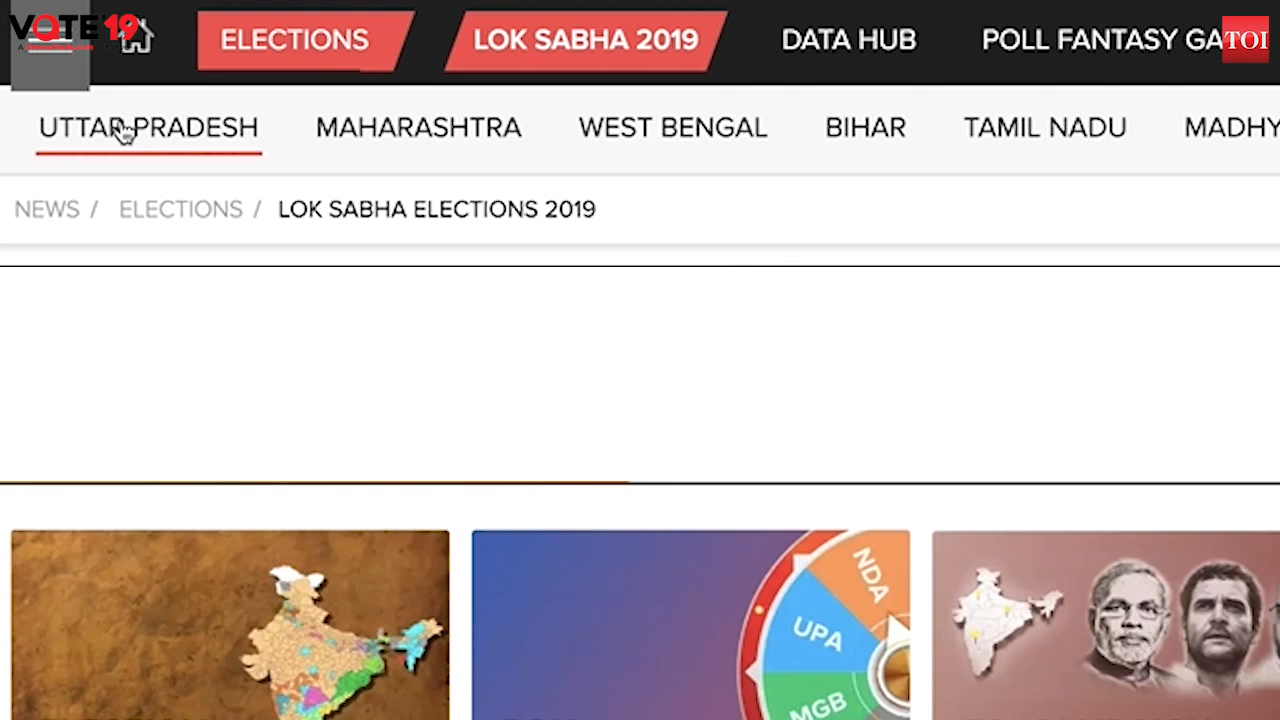 VOTE'19
ELECTIONS
LOK SABHA 2019
DATA HUB
POLL FANTASY GA
TOI
UTTAR PRADESH
MAHARASHTRA
WEST BENGAL
BIHAR
TAMIL NADU
MADHY
NEWS / ELECTIONS / LOK SABHA ELECTIONS 2019
NDA
UPA
MGB